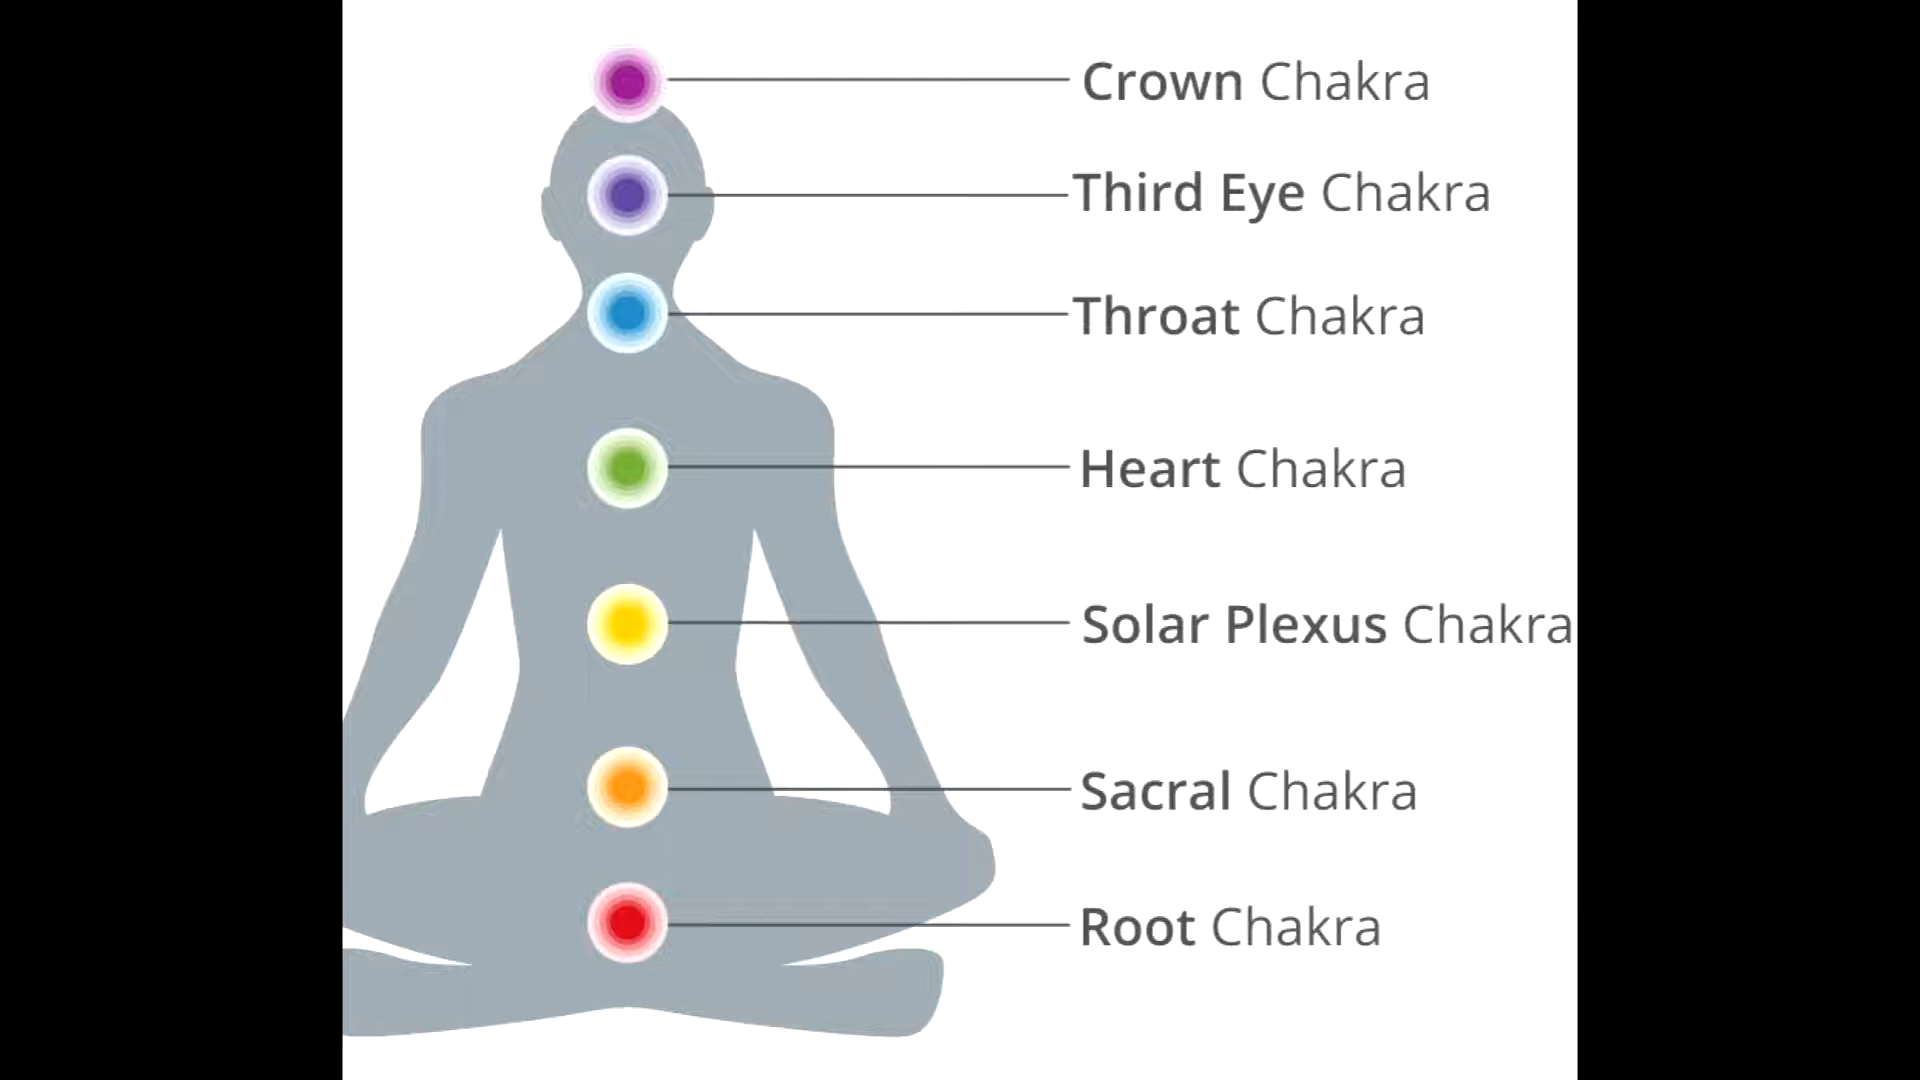 Crown Chakra
Third Eye Chakra
Throat Chakra
Heart Chakra
Solar Plexus Chakra
Sacral Chakra
Root Chakra